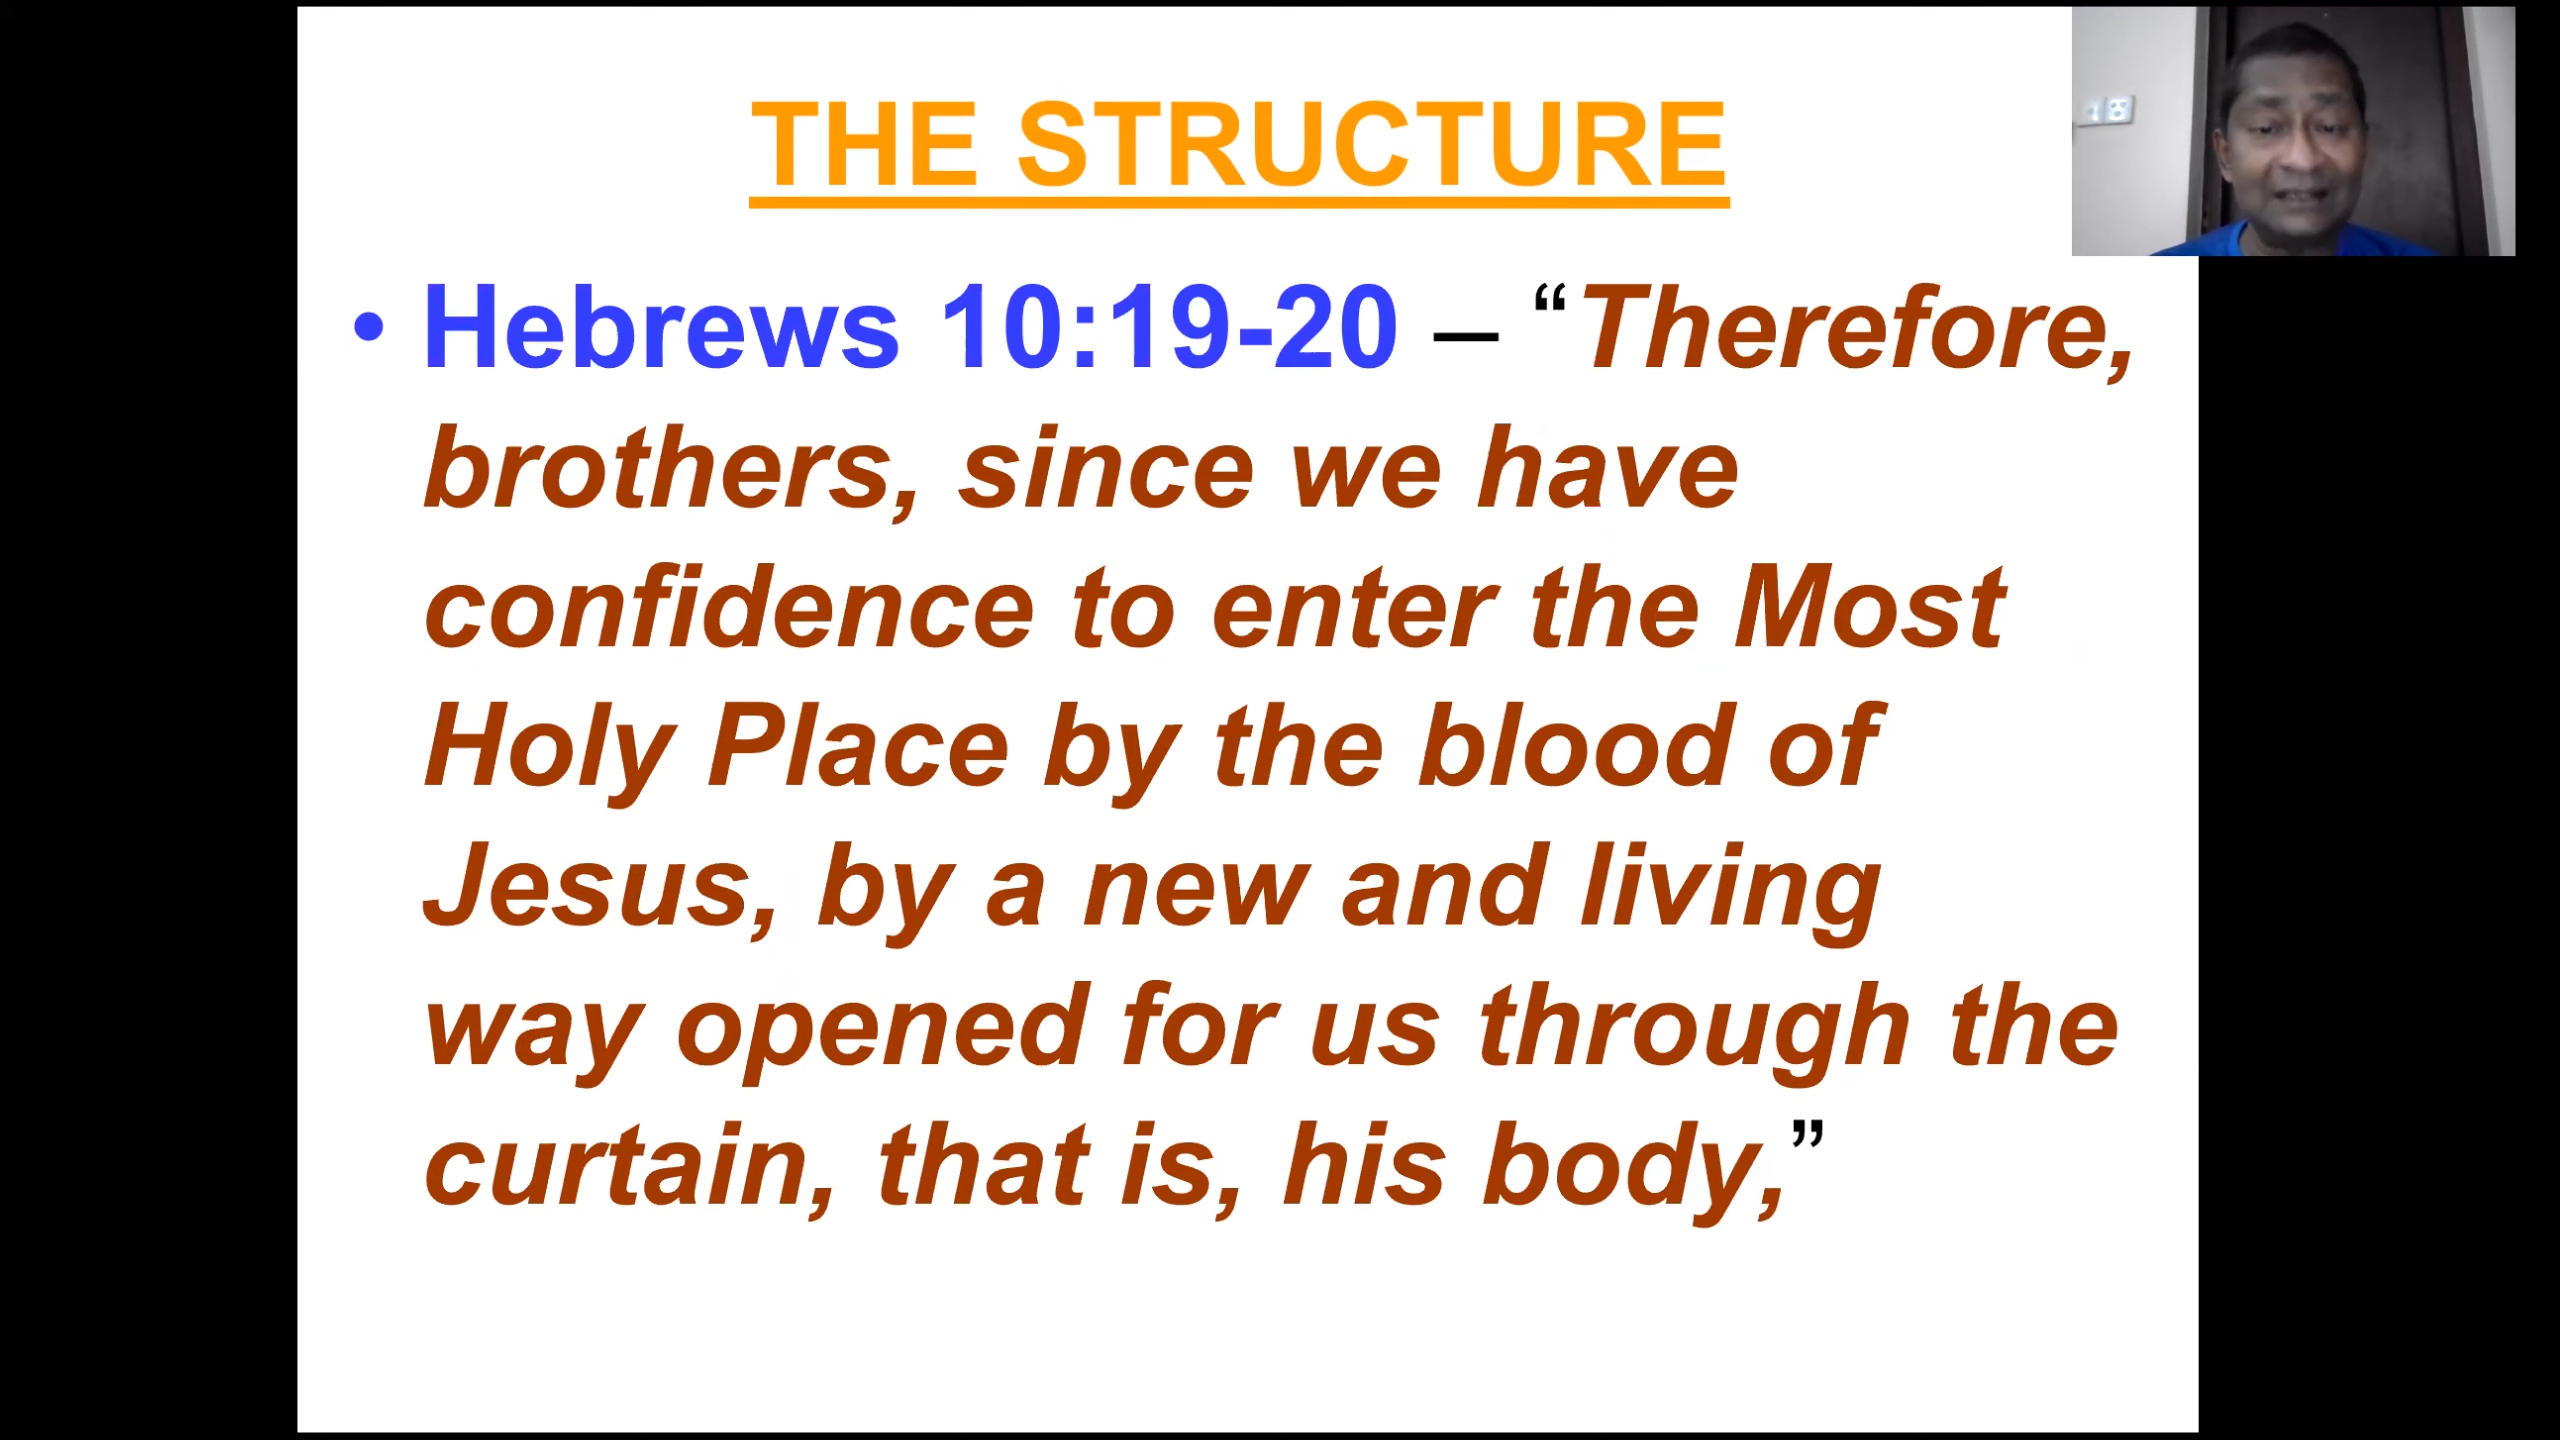 THE STRUCTURE
• Hebrews 10:19-20 – “Therefore,
brothers, since we have
confidence to enter the Most
Holy Place by the blood of
Jesus, by a new and living
way opened for us through the
curtain, that is, his body,”